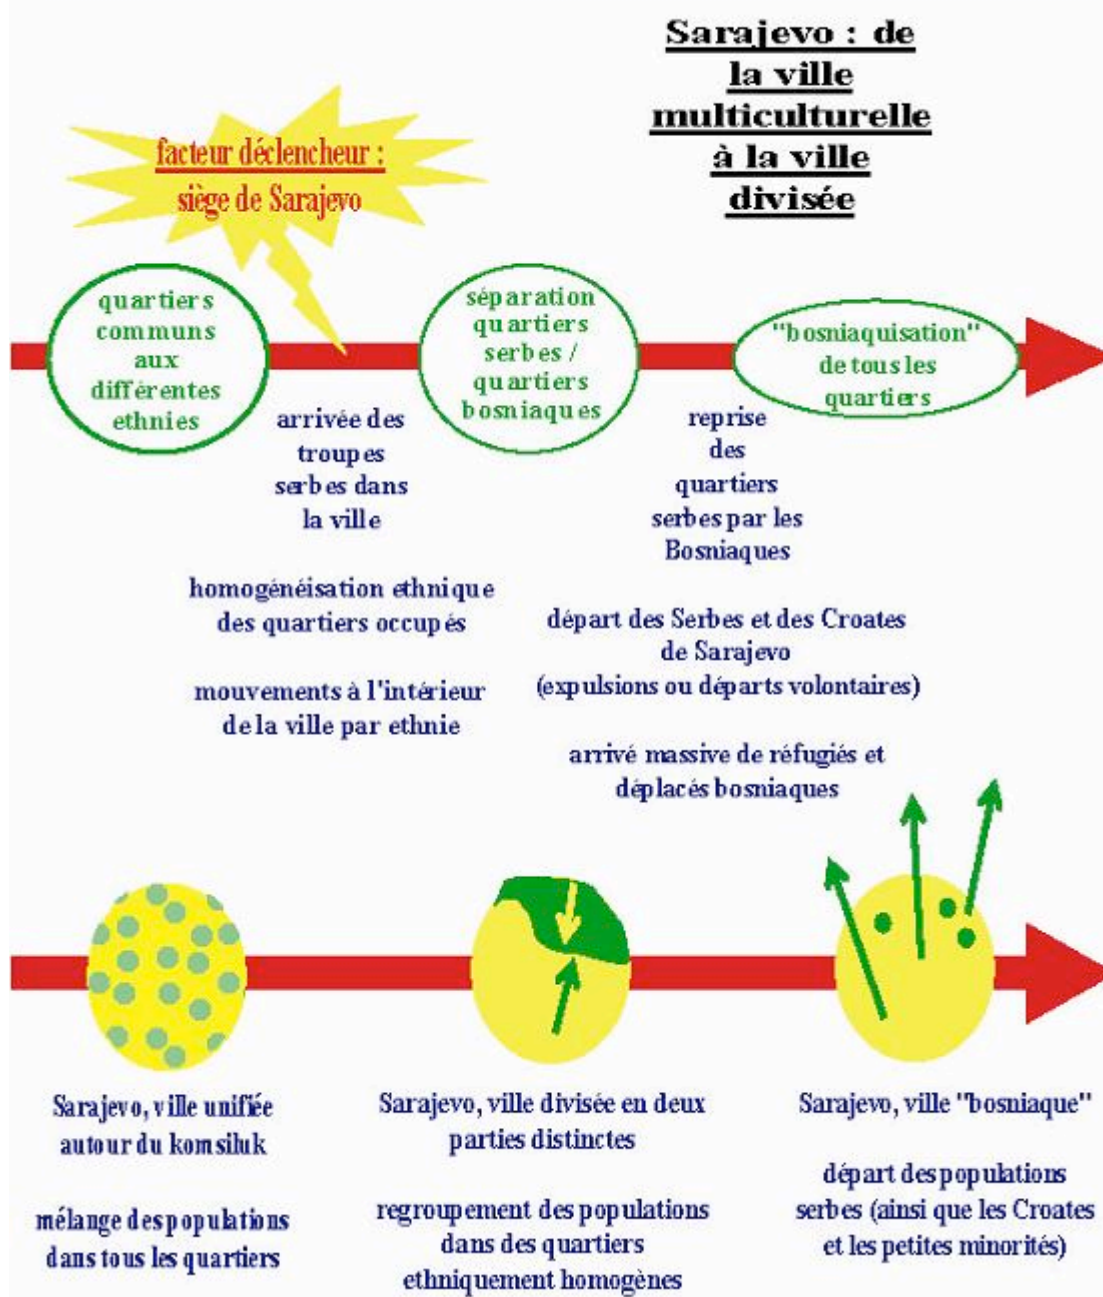 Sarajevo : de
la ville
multiculturelle
à la ville
divisée
facteur déclencheur :
siège de Sarajevo
quartiers
communs
aux
différentes
ethnies
séparation
quartiers
serbes /
quartiers
bosniaques
"bosniaquisation"
de tous les
quartiers
arrivée des
troupes
serbes dans
la ville
homogénéisation ethnique
des quartiers occupés
mouvements à l'intérieur
de la ville par ethnie
reprise
des
quartiers
serbes par les
Bosniaques
départ des Serbes et des Croates
de Sarajevo
(expulsions ou départs volontaires)
arrivé massive de réfugiés et
déplacés bosniaques
Sarajevo, ville unifiée
autour du komsiluk
mélange des populations
dans tous les quartiers
Sarajevo, ville divisée en deux
parties distinctes
regroupement des populations
dans des quartiers
ethniquement homogènes
Sarajevo, ville "bosniaque"
départ des populations
serbes (ainsi que les Croates
et les petites minorités)